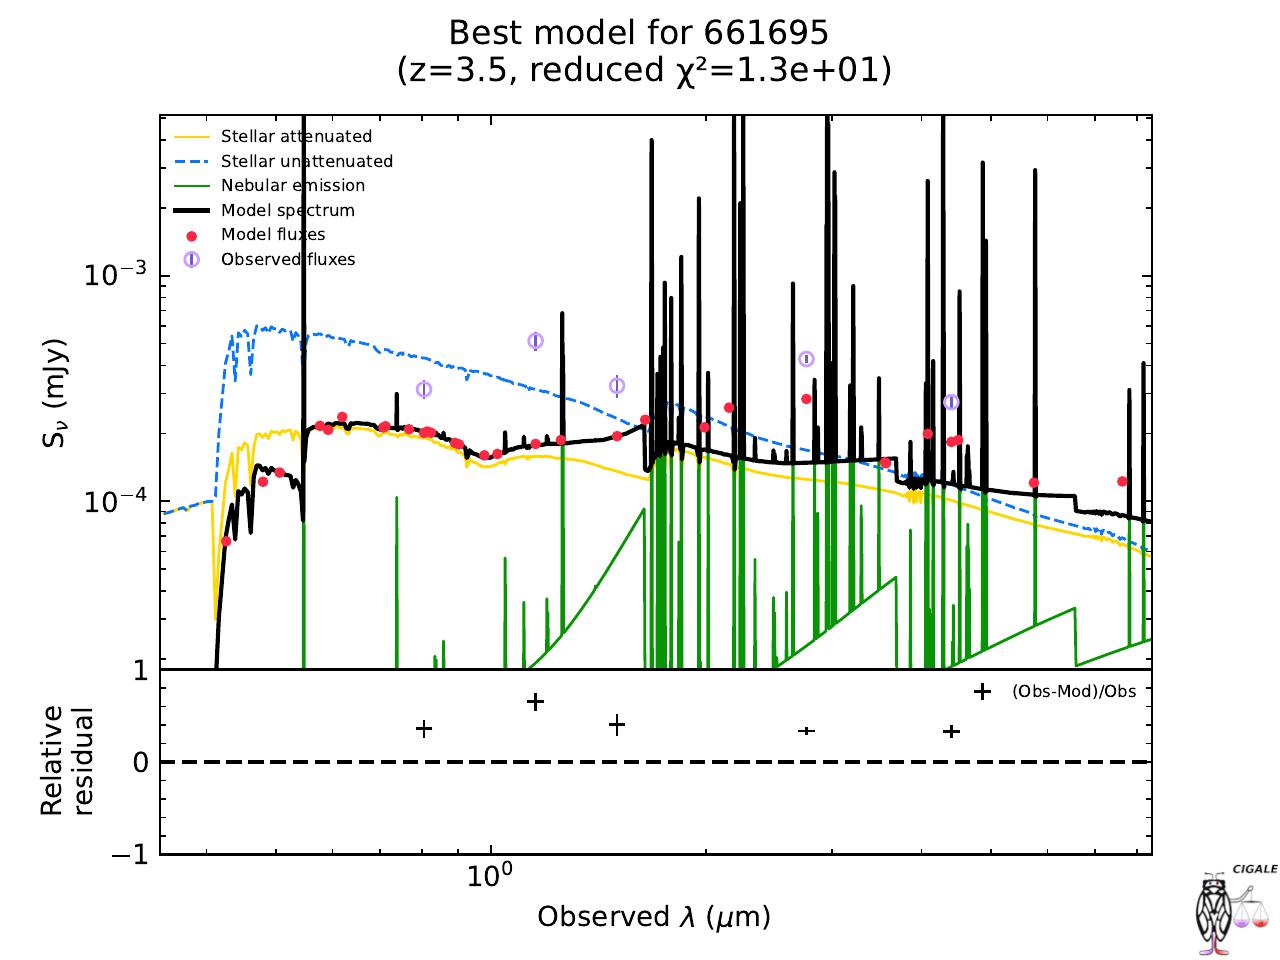 Best model for 661695
(z=3.5, reduced χ²=1.3e+01)
Stellar attenuated
Stellar unattenuated
Nebular emission
Model spectrum
Model fluxes
Observed fluxes
10⁻³
10⁻⁴
S_ν (mJy)
1
0
−1
Relative
residual
(Obs-Mod)/Obs
10⁰
Observed λ (μm)
CIGALE